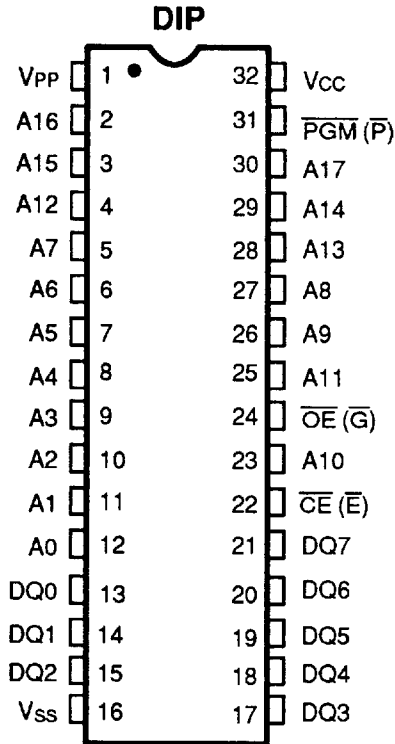 DIP
VPP 1 32 VCC
A16 2 31 PGM (P)
A15 3 30 A17
A12 4 29 A14
A7 5 28 A13
A6 6 27 A8
A5 7 26 A9
A4 8 25 A11
A3 9 24 OE (G)
A2 10 23 A10
A1 11 22 CE (E)
A0 12 21 DQ7
DQ0 13 20 DQ6
DQ1 14 19 DQ5
DQ2 15 18 DQ4
VSS 16 17 DQ3